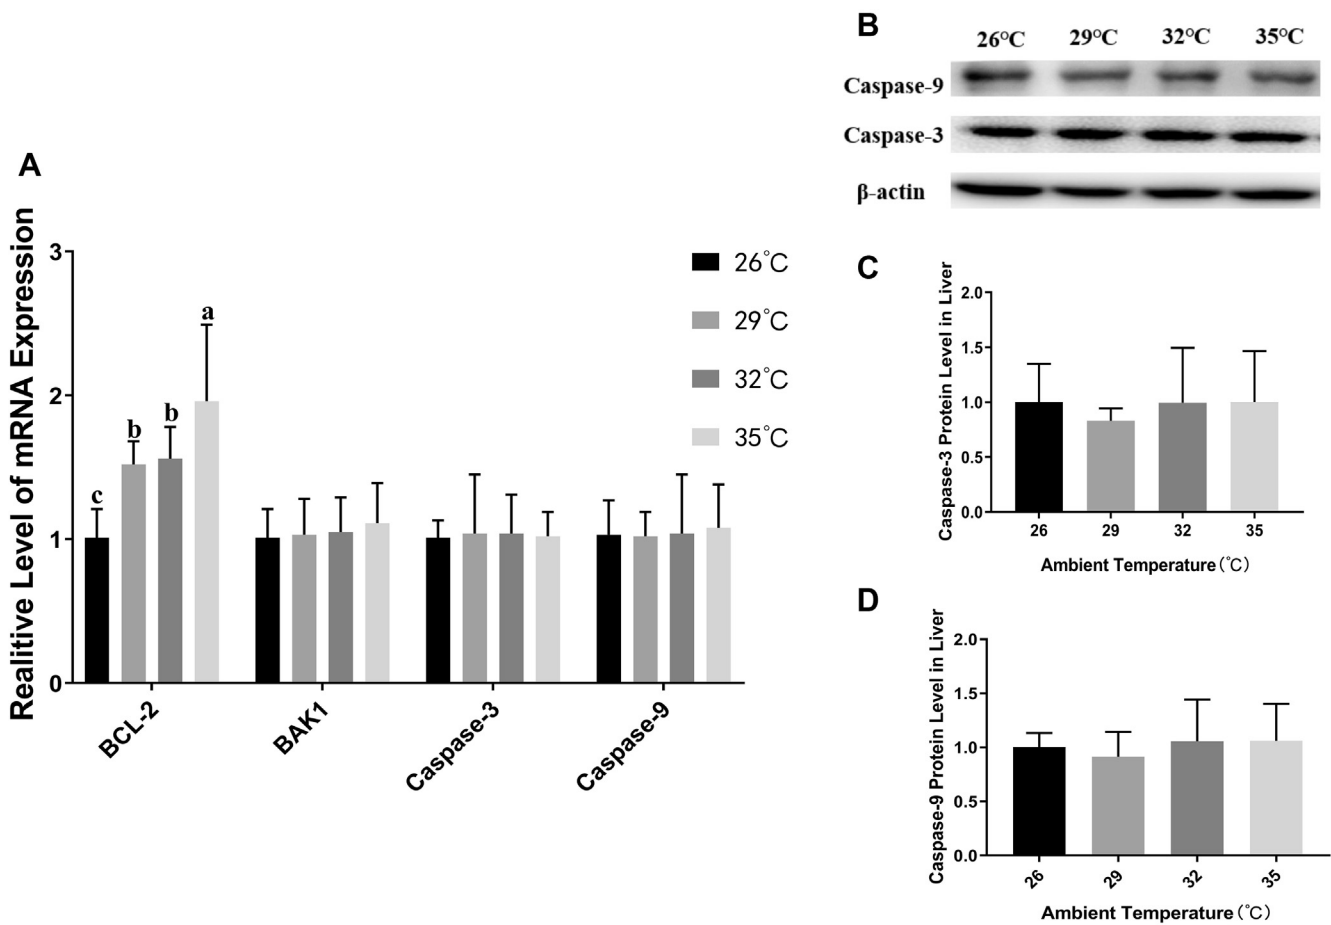 A
Realitive Level of mRNA Expression
3
2
1
0
c
b
b
a
26℃
29℃
32℃
35℃
BCL-2
BAK1
Caspase-3
Caspase-9
B
26°C 29°C 32°C 35°C
Caspase-9
Caspase-3
β-actin
C
Caspase-3 Protein Level in Liver
2.0
1.5
1.0
0.5
0.0
26 29 32 35
Ambient Temperature(℃)
D
Caspase-9 Protein Level in Liver
2.0
1.5
1.0
0.5
0.0
26 29 32 35
Ambient Temperature(℃)